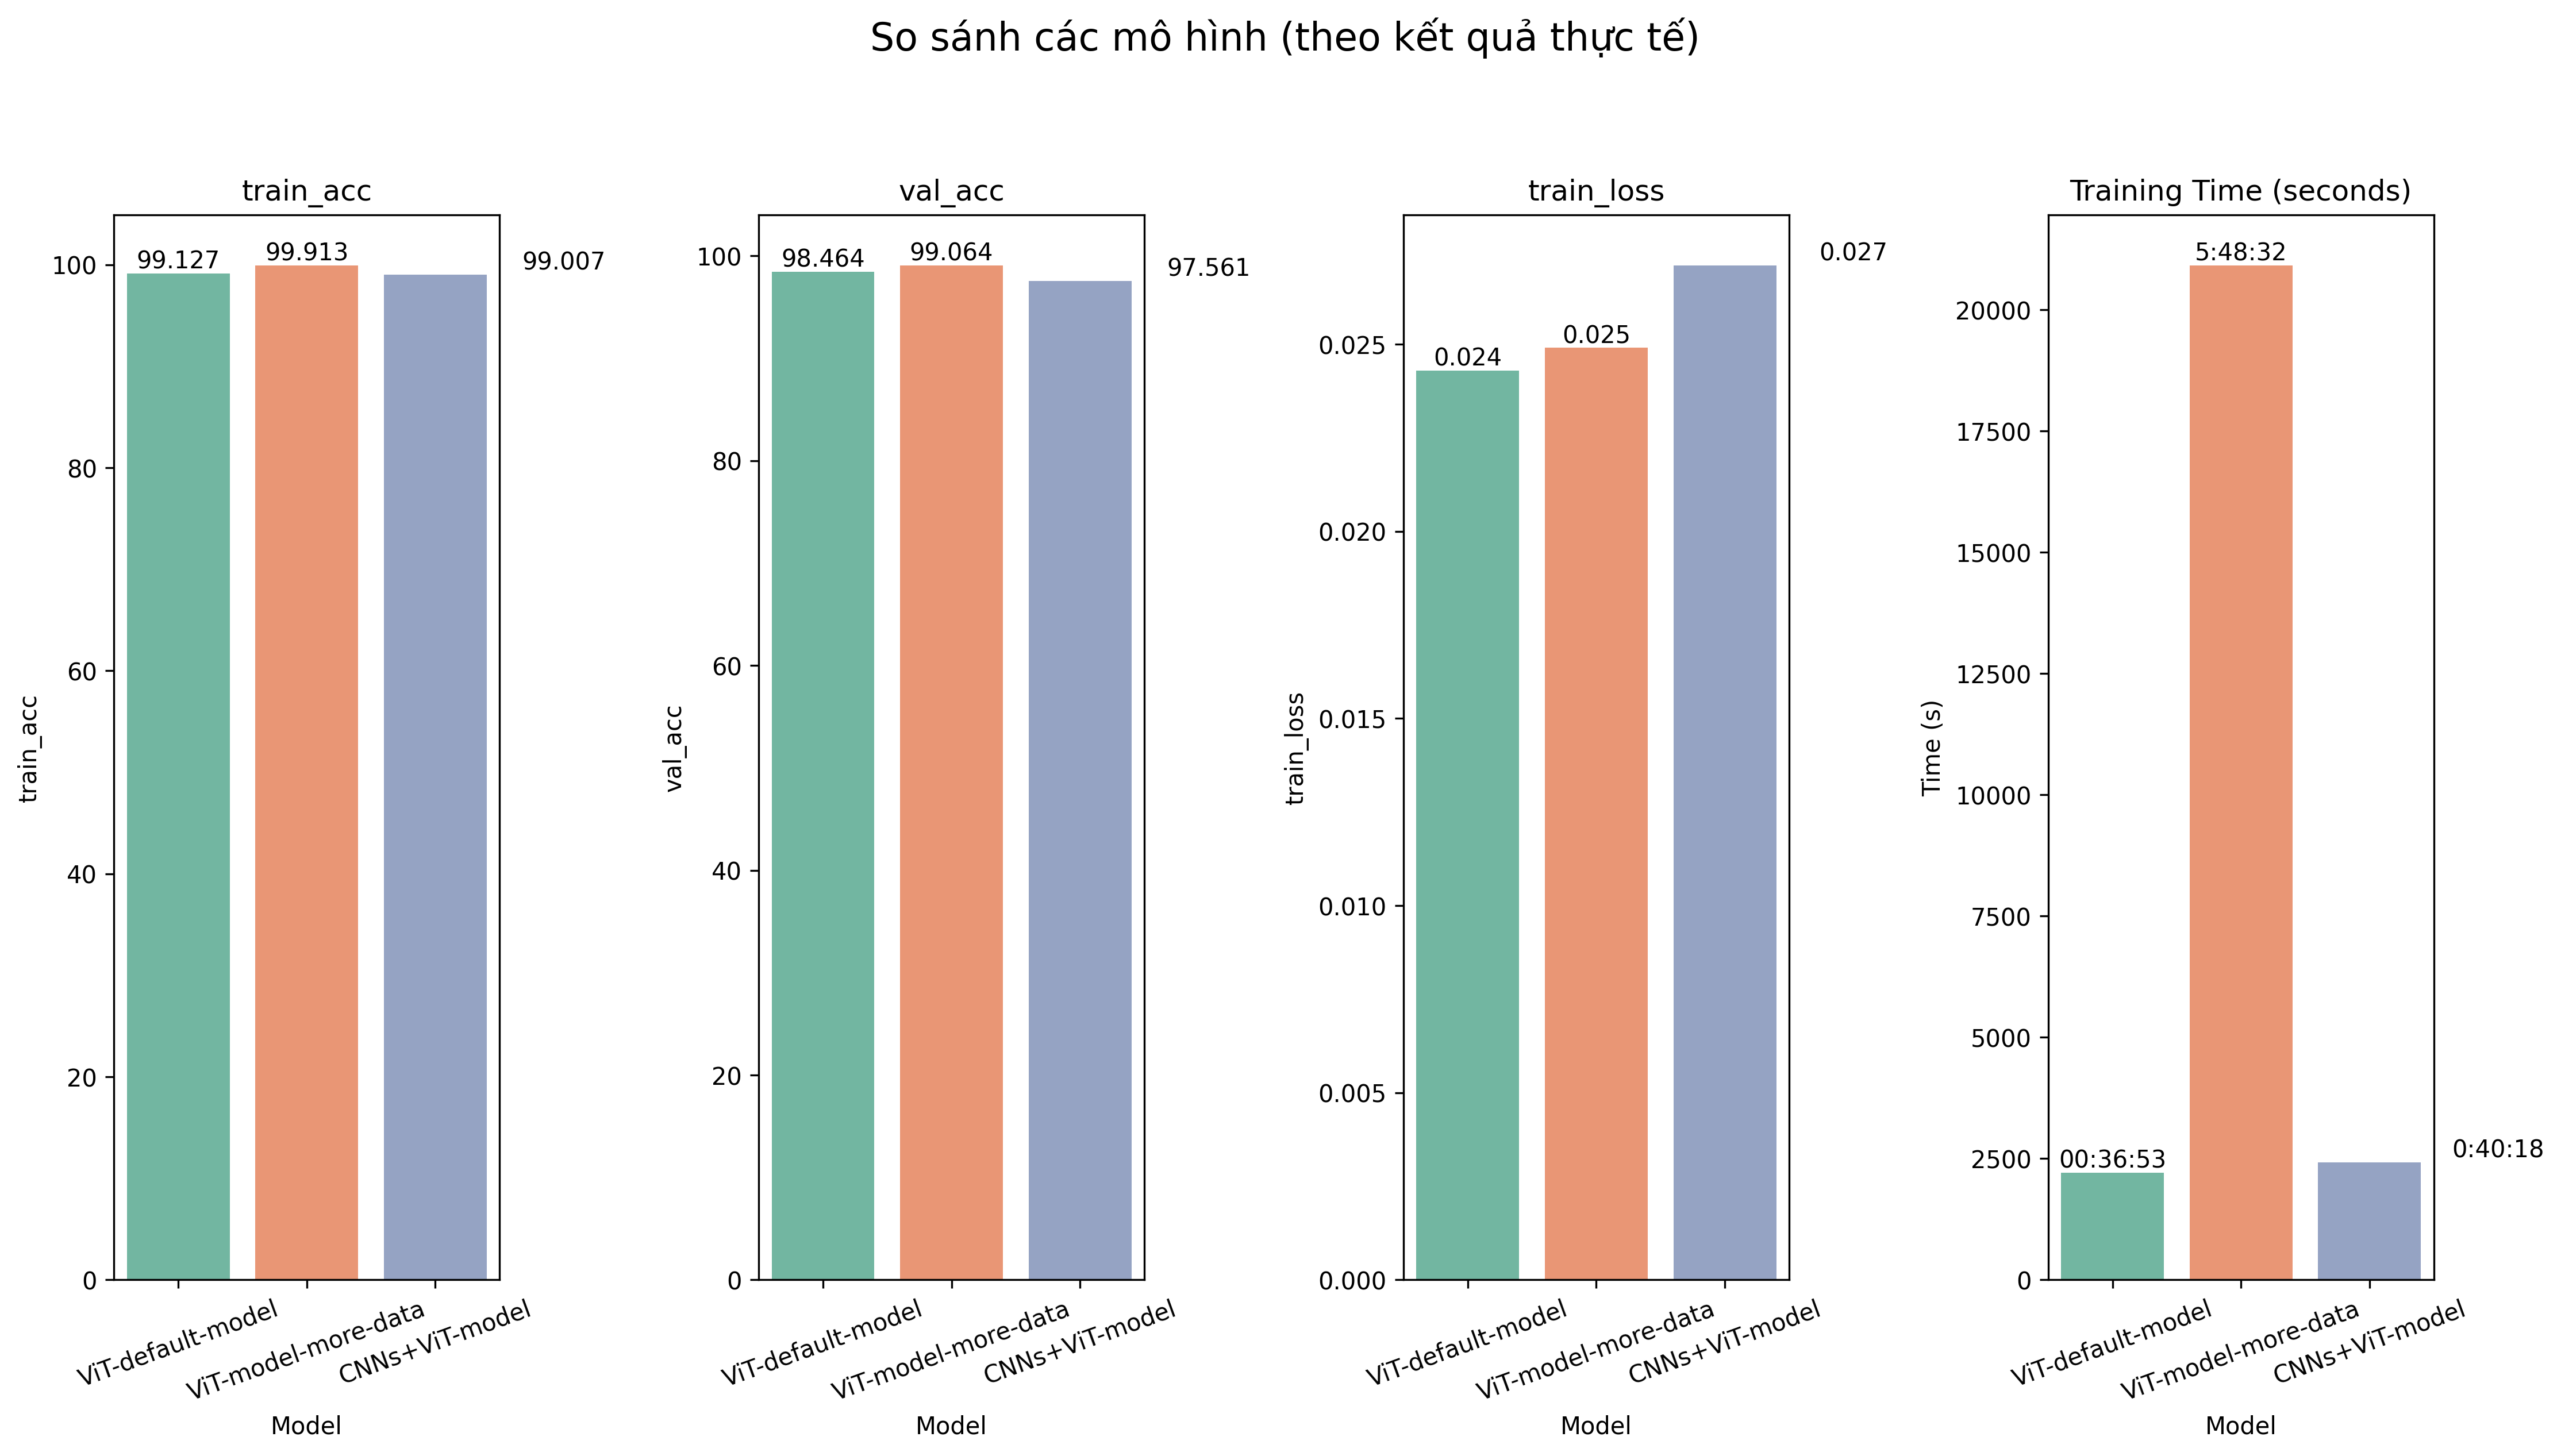 So sánh các mô hình (theo kết quả thực tế)
train_acc
99.127
99.913
99.007
100
80
60
40
20
0
train_acc
ViT-default-model
ViT-model-more-data
CNNs+ViT-model
Model
val_acc
98.464
99.064
97.561
100
80
60
40
20
0
val_acc
ViT-default-model
ViT-model-more-data
CNNs+ViT-model
Model
train_loss
0.024
0.025
0.027
0.025
0.020
0.015
0.010
0.005
0.000
train_loss
ViT-default-model
ViT-model-more-data
CNNs+ViT-model
Model
Training Time (seconds)
00:36:53
5:48:32
0:40:18
20000
17500
15000
12500
10000
7500
5000
2500
0
Time (s)
ViT-default-model
ViT-model-more-data
CNNs+ViT-model
Model